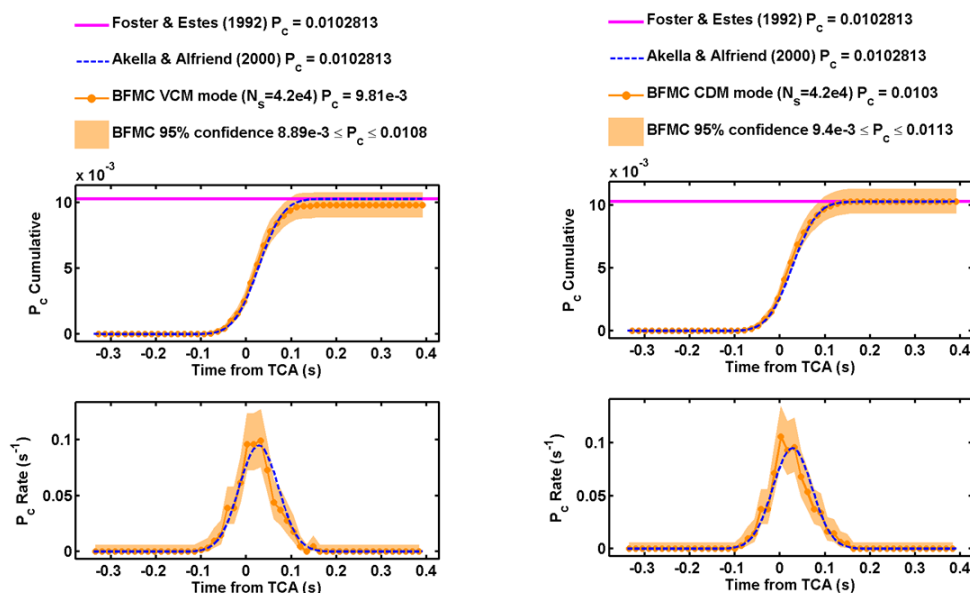 Foster & Estes (1992) P_c = 0.0102813
Akella & Alfriend (2000) P_c = 0.0102813
BFMC VCM mode (N_s=4.2e4) P_c = 9.81e-3
BFMC 95% confidence 8.89e-3 ≤ P_c ≤ 0.0108
x 10^-3
10
5
0
P_c Cumulative
-0.3 -0.2 -0.1 0 0.1 0.2 0.3 0.4
Time from TCA (s)
0.1
0.05
0
P_c Rate (s^-1)
-0.3 -0.2 -0.1 0 0.1 0.2 0.3 0.4
Time from TCA (s)
Foster & Estes (1992) P_c = 0.0102813
Akella & Alfriend (2000) P_c = 0.0102813
BFMC CDM mode (N_s=4.2e4) P_c = 0.0103
BFMC 95% confidence 9.4e-3 ≤ P_c ≤ 0.0113
x 10^-3
10
5
0
P_c Cumulative
-0.3 -0.2 -0.1 0 0.1 0.2 0.3 0.4
Time from TCA (s)
0.1
0.05
0
P_c Rate (s^-1)
-0.3 -0.2 -0.1 0 0.1 0.2 0.3 0.4
Time from TCA (s)